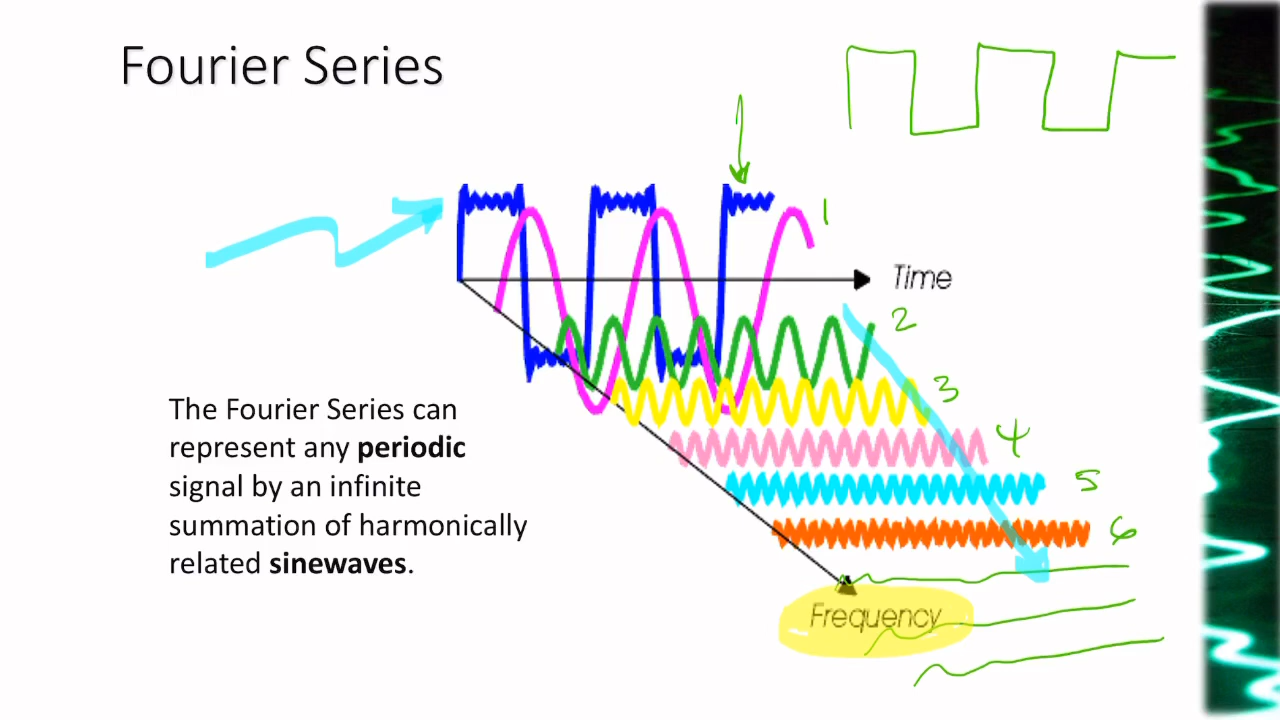 Fourier Series
1
Time
2
The Fourier Series can
represent any periodic
signal by an infinite
summation of harmonically
related sinewaves.
3
4
5
6
Frequency